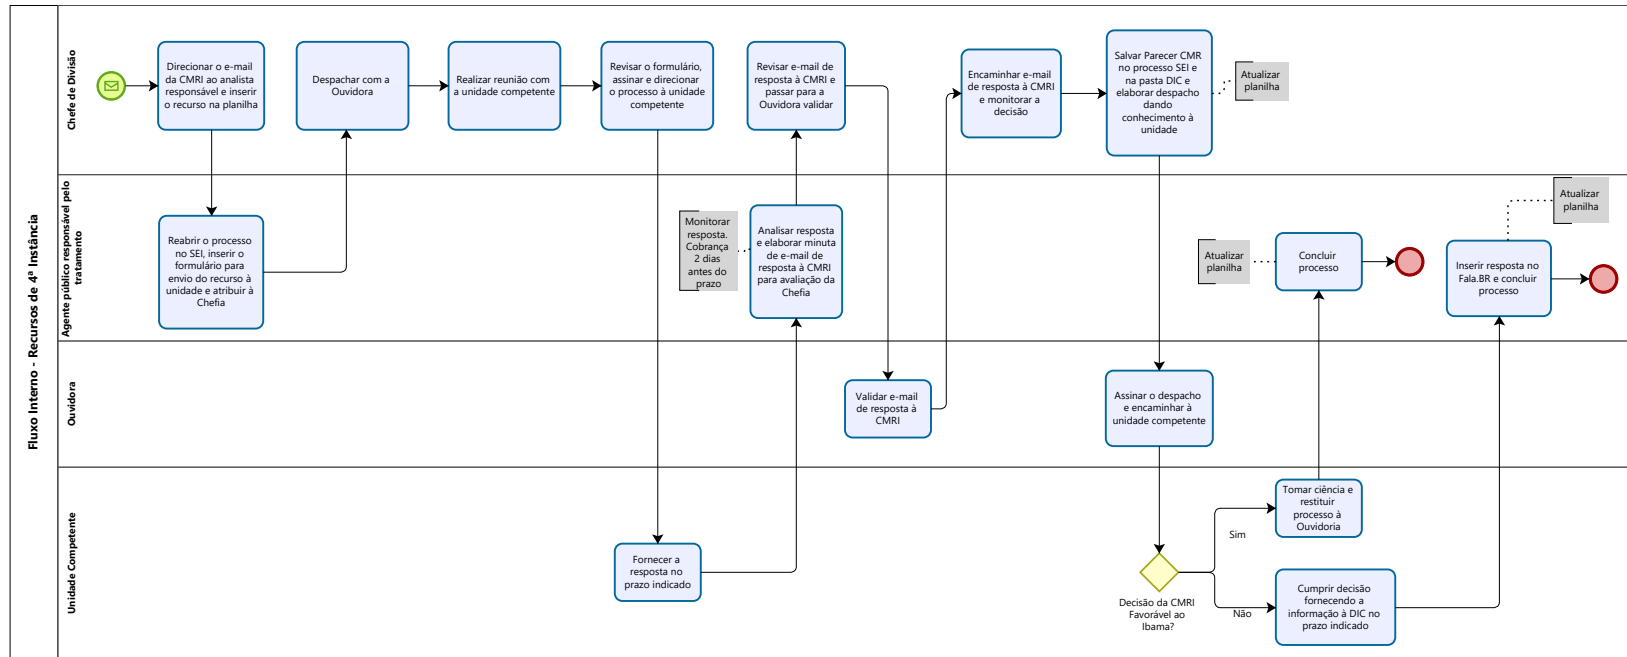 Fluxo Interno - Recursos de 4ª Instância
Chefe de Divisão
Direcionar o e-mail
da CMRI ao analista
responsável e inserir
o recurso na planilha
Despachar com a
Ouvidora
Realizar reunião com
a unidade competente
Revisar o formulário,
assinar e direcionar
o processo à unidade
competente
Revisar e-mail de
resposta à CMRI e
passar para a
Ouvidora validar
Encaminhar e-mail
de resposta à CMRI
e monitorar a
decisão
Salvar Parecer CMR
no processo SEI e
na pasta DIC e
elaborar despacho
dando
conhecimento à
unidade
Atualizar
planilha
Agente público responsável pelo
tratamento
Reabrir o processo
no SEI, inserir o
formulário para
envio do recurso à
unidade e atribuir à
Chefia
Monitorar
resposta.
Cobrança
2 dias
antes do
prazo
Analisar resposta
e elaborar minuta
de e-mail de
resposta à CMRI
para avaliação da
Chefia
Atualizar
planilha
Concluir
processo
Atualizar
planilha
Inserir resposta no
Fala.BR e concluir
processo
Ouvidora
Validar e-mail
de resposta à
CMRI
Assinar o despacho
e encaminhar à
unidade competente
Unidade Competente
Fornecer a
resposta no
prazo indicado
Decisão da CMRI
Favorável ao
Ibama?
Sim
Tomar ciência e
restituir
processo à
Ouvidoria
Não
Cumprir decisão
fornecendo a
informação à DIC no
prazo indicado